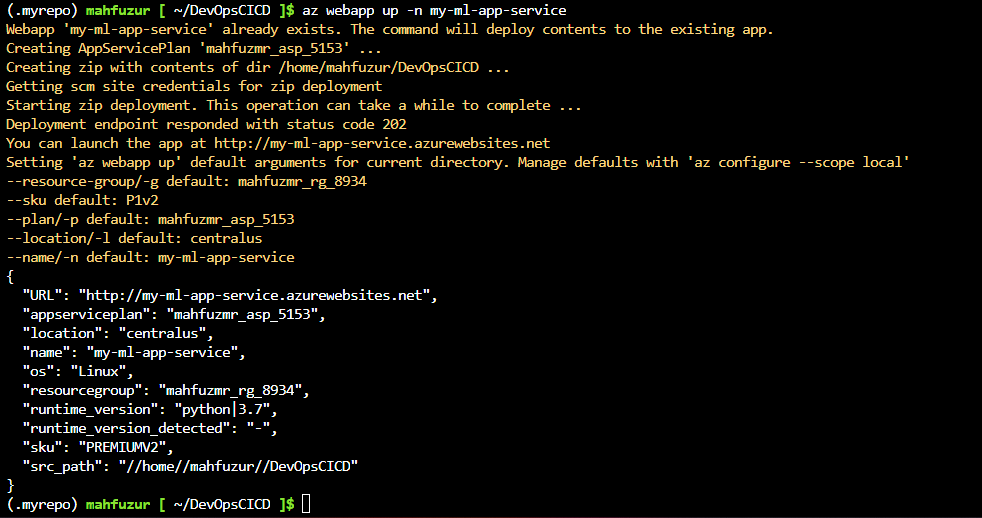 (.myrepo) mahfuzur [ ~/DevOpsCICD ]$ az webapp up -n my-ml-app-service
Webapp 'my-ml-app-service' already exists. The command will deploy contents to the existing app.
Creating AppServicePlan 'mahfuzmr_asp_5153' ...
Creating zip with contents of dir /home/mahfuzur/DevOpsCICD ...
Getting scm site credentials for zip deployment
Starting zip deployment. This operation can take a while to complete ...
Deployment endpoint responded with status code 202
You can launch the app at http://my-ml-app-service.azurewebsites.net
Setting 'az webapp up' default arguments for current directory. Manage defaults with 'az configure --scope local'
--resource-group/-g default: mahfuzmr_rg_8934
--sku default: P1v2
--plan/-p default: mahfuzmr_asp_5153
--location/-l default: centralus
--name/-n default: my-ml-app-service
{
  "URL": "http://my-ml-app-service.azurewebsites.net",
  "appserviceplan": "mahfuzmr_asp_5153",
  "location": "centralus",
  "name": "my-ml-app-service",
  "os": "Linux",
  "resourcegroup": "mahfuzmr_rg_8934",
  "runtime_version": "python|3.7",
  "runtime_version_detected": "-",
  "sku": "PREMIUMV2",
  "src_path": "//home//mahfuzur//DevOpsCICD"
}
(.myrepo) mahfuzur [ ~/DevOpsCICD ]$